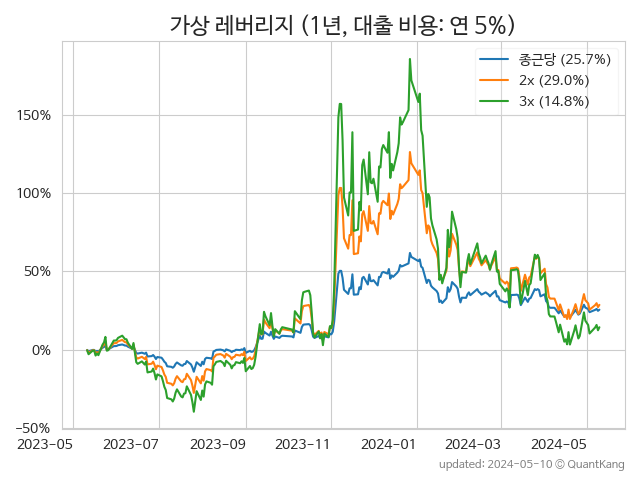 가상 레버리지 (1년, 대출 비용: 연 5%)
종근당 (25.7%)
2x (29.0%)
3x (14.8%)
150%
100%
50%
0%
-50%
2023-05 2023-07 2023-09 2023-11 2024-01 2024-03 2024-05
updated: 2024-05-10 © QuantKang